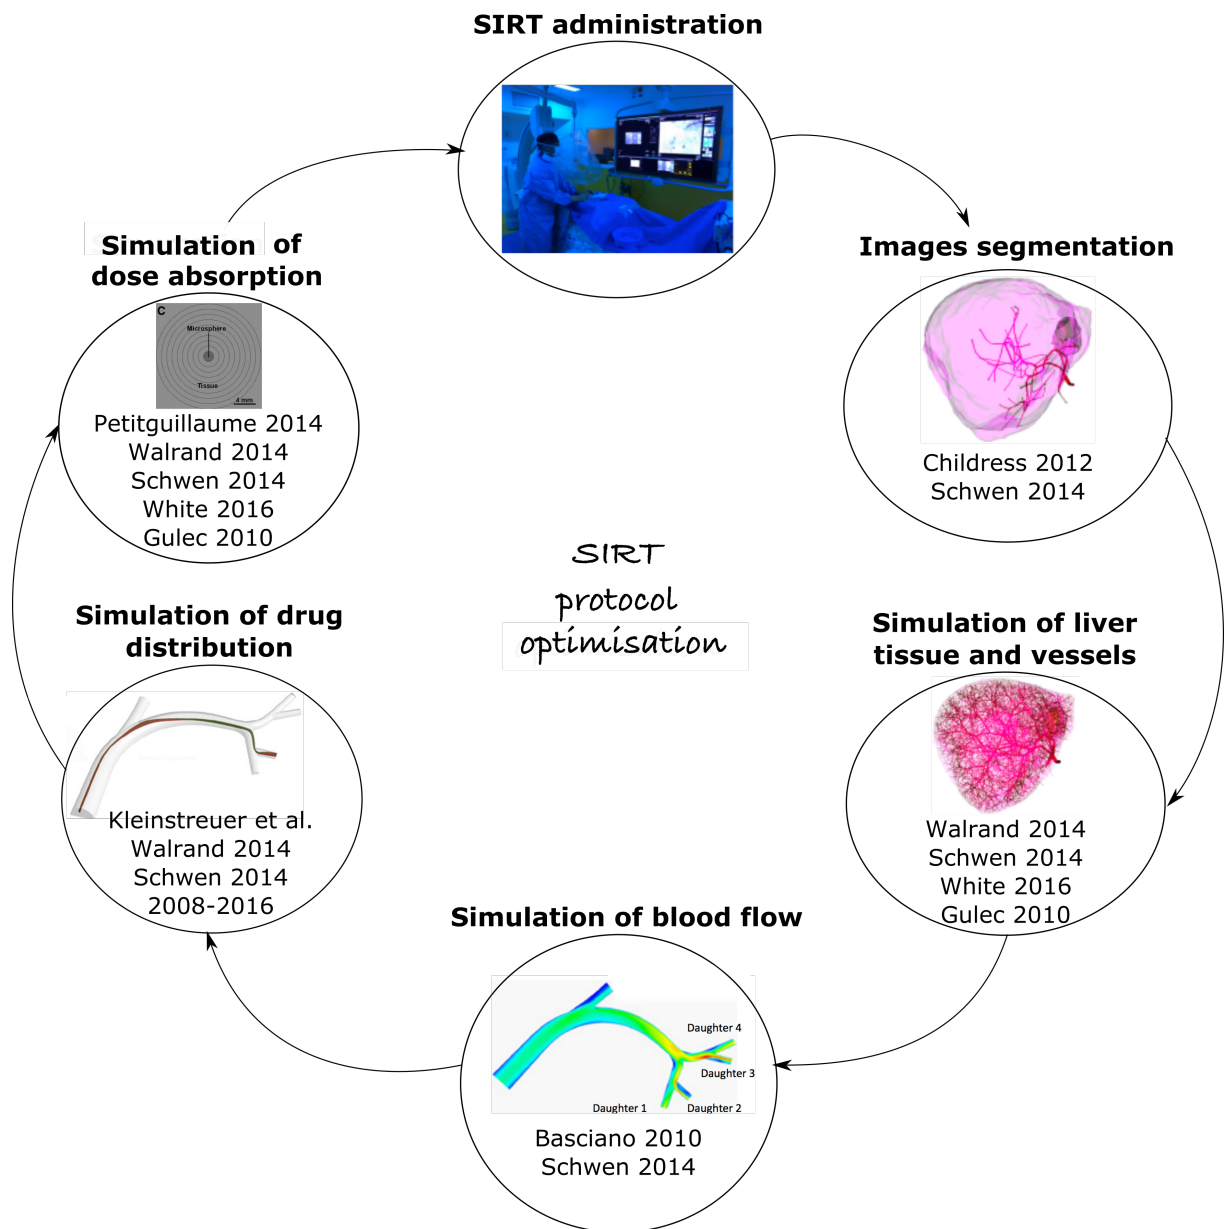 SIRT administration
Images segmentation
Childress 2012
Schwen 2014
Simulation of liver
tissue and vessels
Walrand 2014
Schwen 2014
White 2016
Gulec 2010
Simulation of blood flow
Daughter 4
Daughter 3
Daughter 1
Daughter 2
Basciano 2010
Schwen 2014
Simulation of drug
distribution
Kleinstreuer et al.
Walrand 2014
Schwen 2014
2008-2016
Simulation of
dose absorption
C
Microsphere
Tissue
4 mm
Petitguillaume 2014
Walrand 2014
Schwen 2014
White 2016
Gulec 2010
SIRT
protocol
optimisation